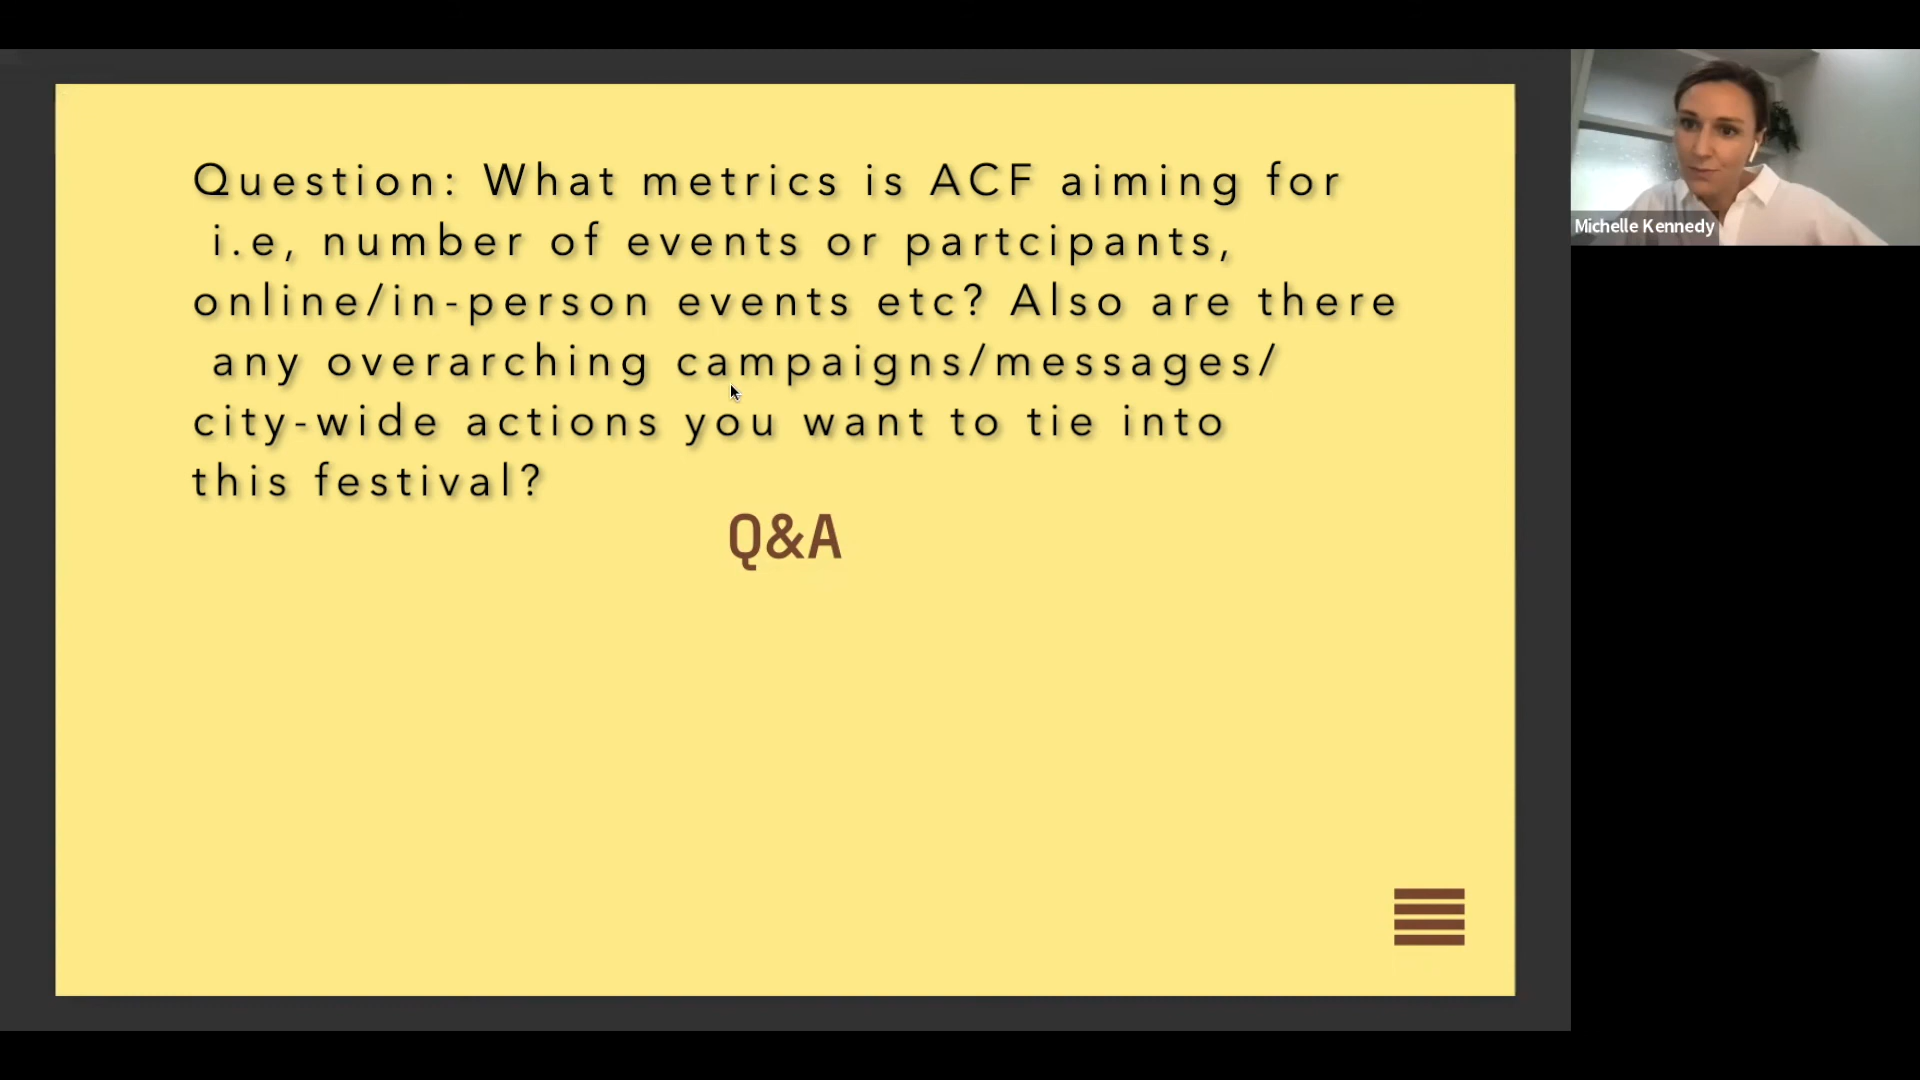 Question: What metrics is ACF aiming for
i.e, number of events or partcipants,
online/in-person events etc? Also are there
any overarching campaigns/messages/
city-wide actions you want to tie into
this festival?
Q&A
Michelle Kennedy